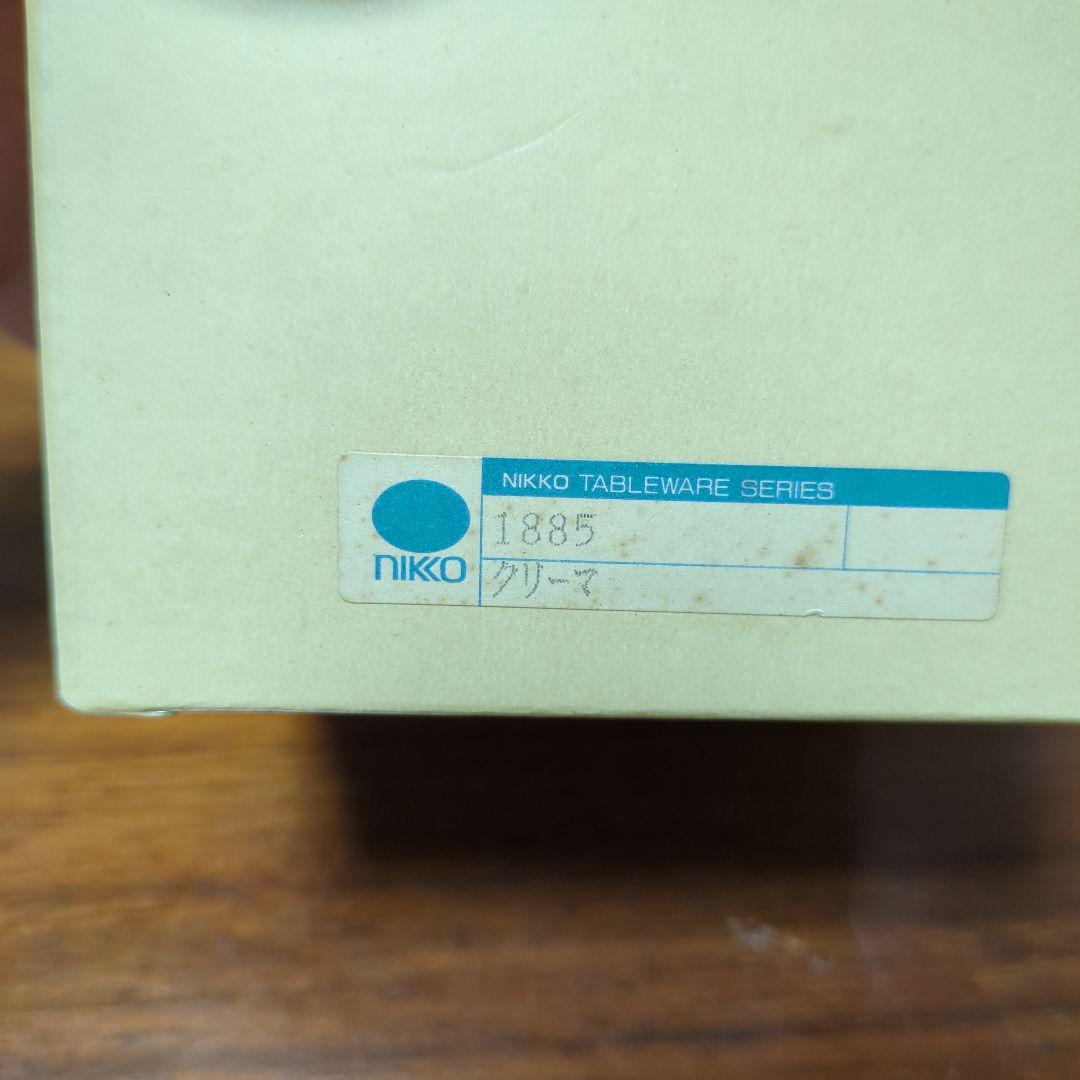 NIKKO TABLEWARE SERIES
1885
NIKKO
クリーマ